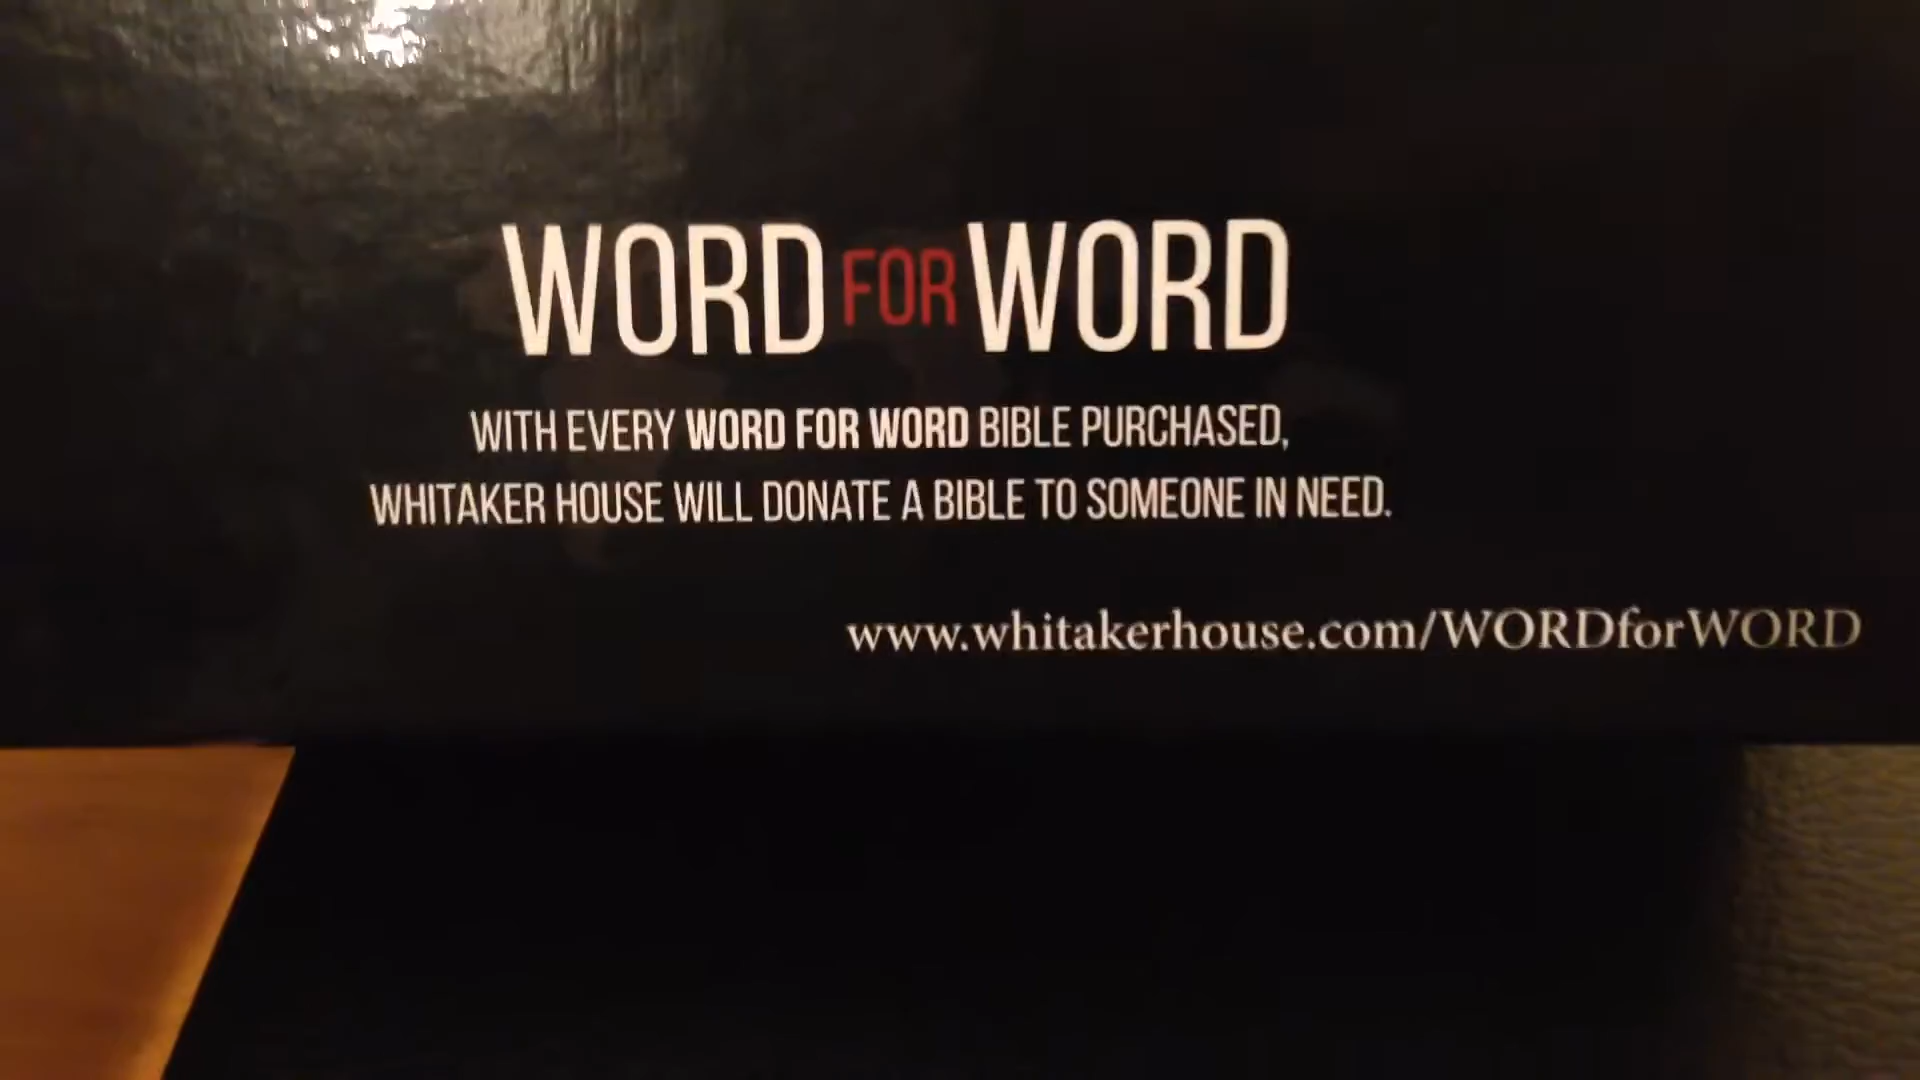 WORD FOR WORD
WITH EVERY WORD FOR WORD BIBLE PURCHASED,
WHITAKER HOUSE WILL DONATE A BIBLE TO SOMEONE IN NEED.
www.whitakerhouse.com/WORDforWORD